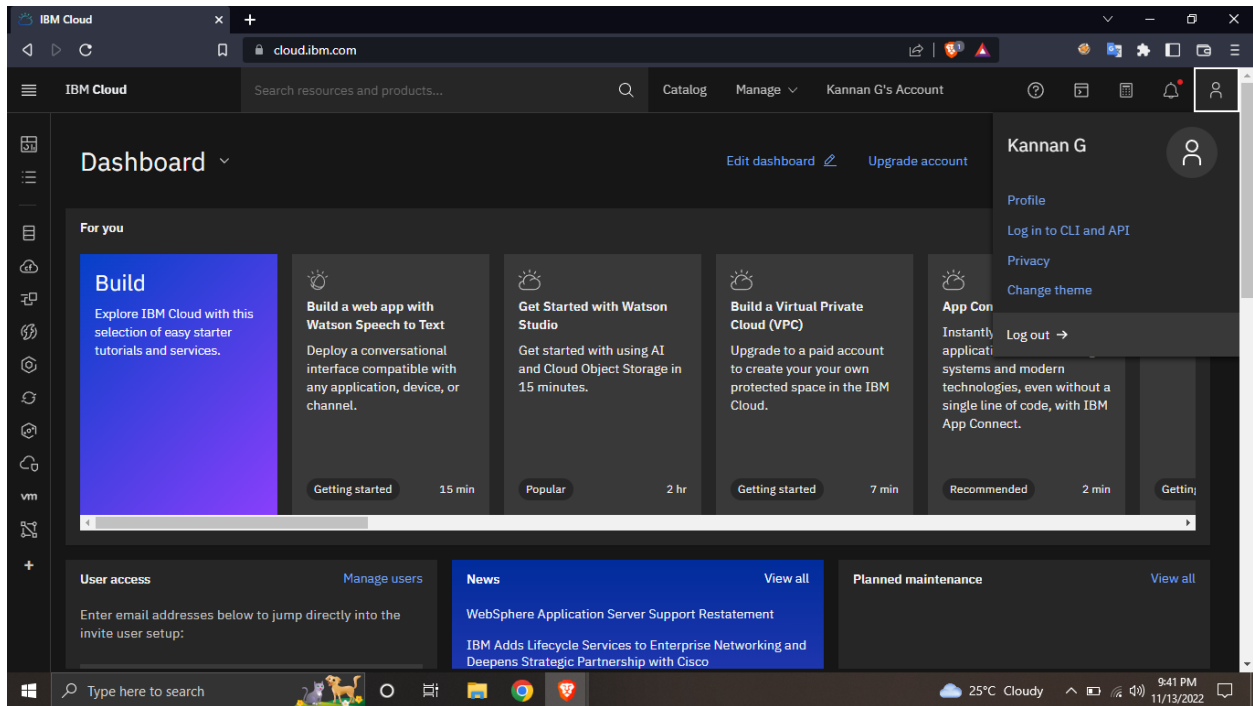 IBM Cloud
cloud.ibm.com
IBM Cloud
Search resources and products...
Catalog
Manage
Kannan G's Account
Kannan G
Profile
Log in to CLI and API
Privacy
Change theme
Log out →
Dashboard
Edit dashboard
Upgrade account
For you
Build
Explore IBM Cloud with this
selection of easy starter
tutorials and services.
Build a web app with
Watson Speech to Text
Deploy a conversational
interface compatible with
any application, device, or
channel.
Getting started 15 min
Get Started with Watson
Studio
Get started with using AI
and Cloud Object Storage in
15 minutes.
Popular 2 hr
Build a Virtual Private
Cloud (VPC)
Upgrade to a paid account
to create your your own
protected space in the IBM
Cloud.
Getting started 7 min
App Con
Instantly
applicati
systems and modern
technologies, even without a
single line of code, with IBM
App Connect.
Recommended 2 min
Getting
cf
vm
User access Manage users
Enter email addresses below to jump directly into the
invite user setup:
News View all
WebSphere Application Server Support Restatement
IBM Adds Lifecycle Services to Enterprise Networking and
Deepens Strategic Partnership with Cisco
Planned maintenance View all
Type here to search
25°C Cloudy
9:41 PM
11/13/2022